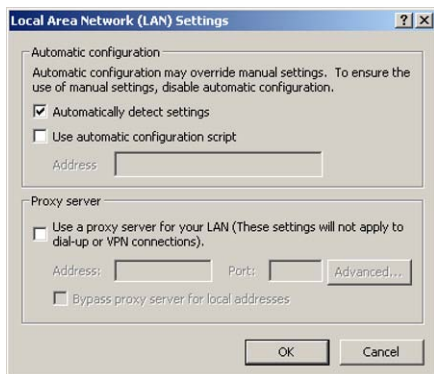 Local Area Network (LAN) Settings
Automatic configuration
Automatic configuration may override manual settings. To ensure the
use of manual settings, disable automatic configuration.
Automatically detect settings
Use automatic configuration script
Address
Proxy server
Use a proxy server for your LAN (These settings will not apply to
dial-up or VPN connections).
Address: Port: Advanced...
Bypass proxy server for local addresses
OK Cancel